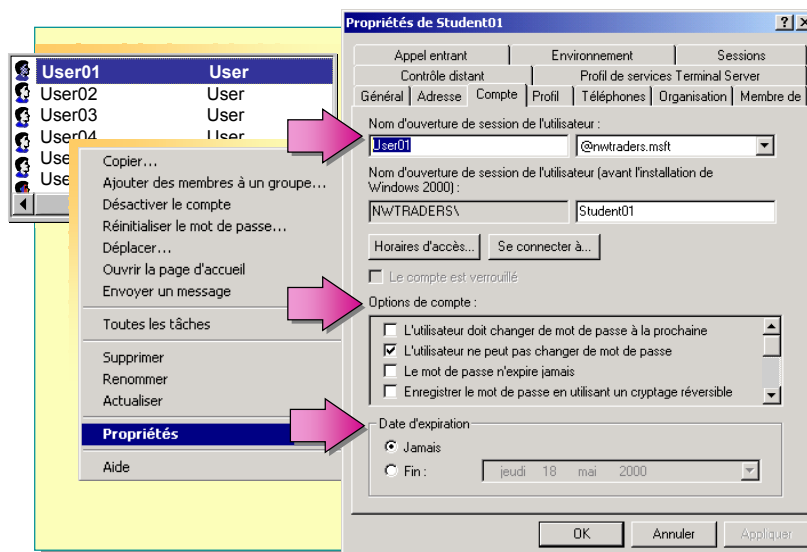 User01 User
User02 User
User03 User
User04 User
Use
Use
Copier...
Ajouter des membres à un groupe...
Désactiver le compte
Réinitialiser le mot de passe...
Déplacer...
Ouvrir la page d'accueil
Envoyer un message
Toutes les tâches
Supprimer
Renommer
Actualiser
Propriétés
Aide
Propriétés de Student01
Appel entrant Environnement Sessions
Contrôle distant Profil de services Terminal Server
Général Adresse Compte Profil Téléphones Organisation Membre de
Nom d'ouverture de session de l'utilisateur :
User01 @nwtraders.msft
Nom d'ouverture de session de l'utilisateur (avant l'installation de
Windows 2000) :
NWTRADERS\ Student01
Horaires d'accès... Se connecter à...
Le compte est verrouillé
Options de compte :
L'utilisateur doit changer de mot de passe à la prochaine
L'utilisateur ne peut pas changer de mot de passe
Le mot de passe n'expire jamais
Enregistrer le mot de passe en utilisant un cryptage réversible
Date d'expiration
Jamais
Fin : jeudi 18 mai 2000
OK Annuler Appliquer